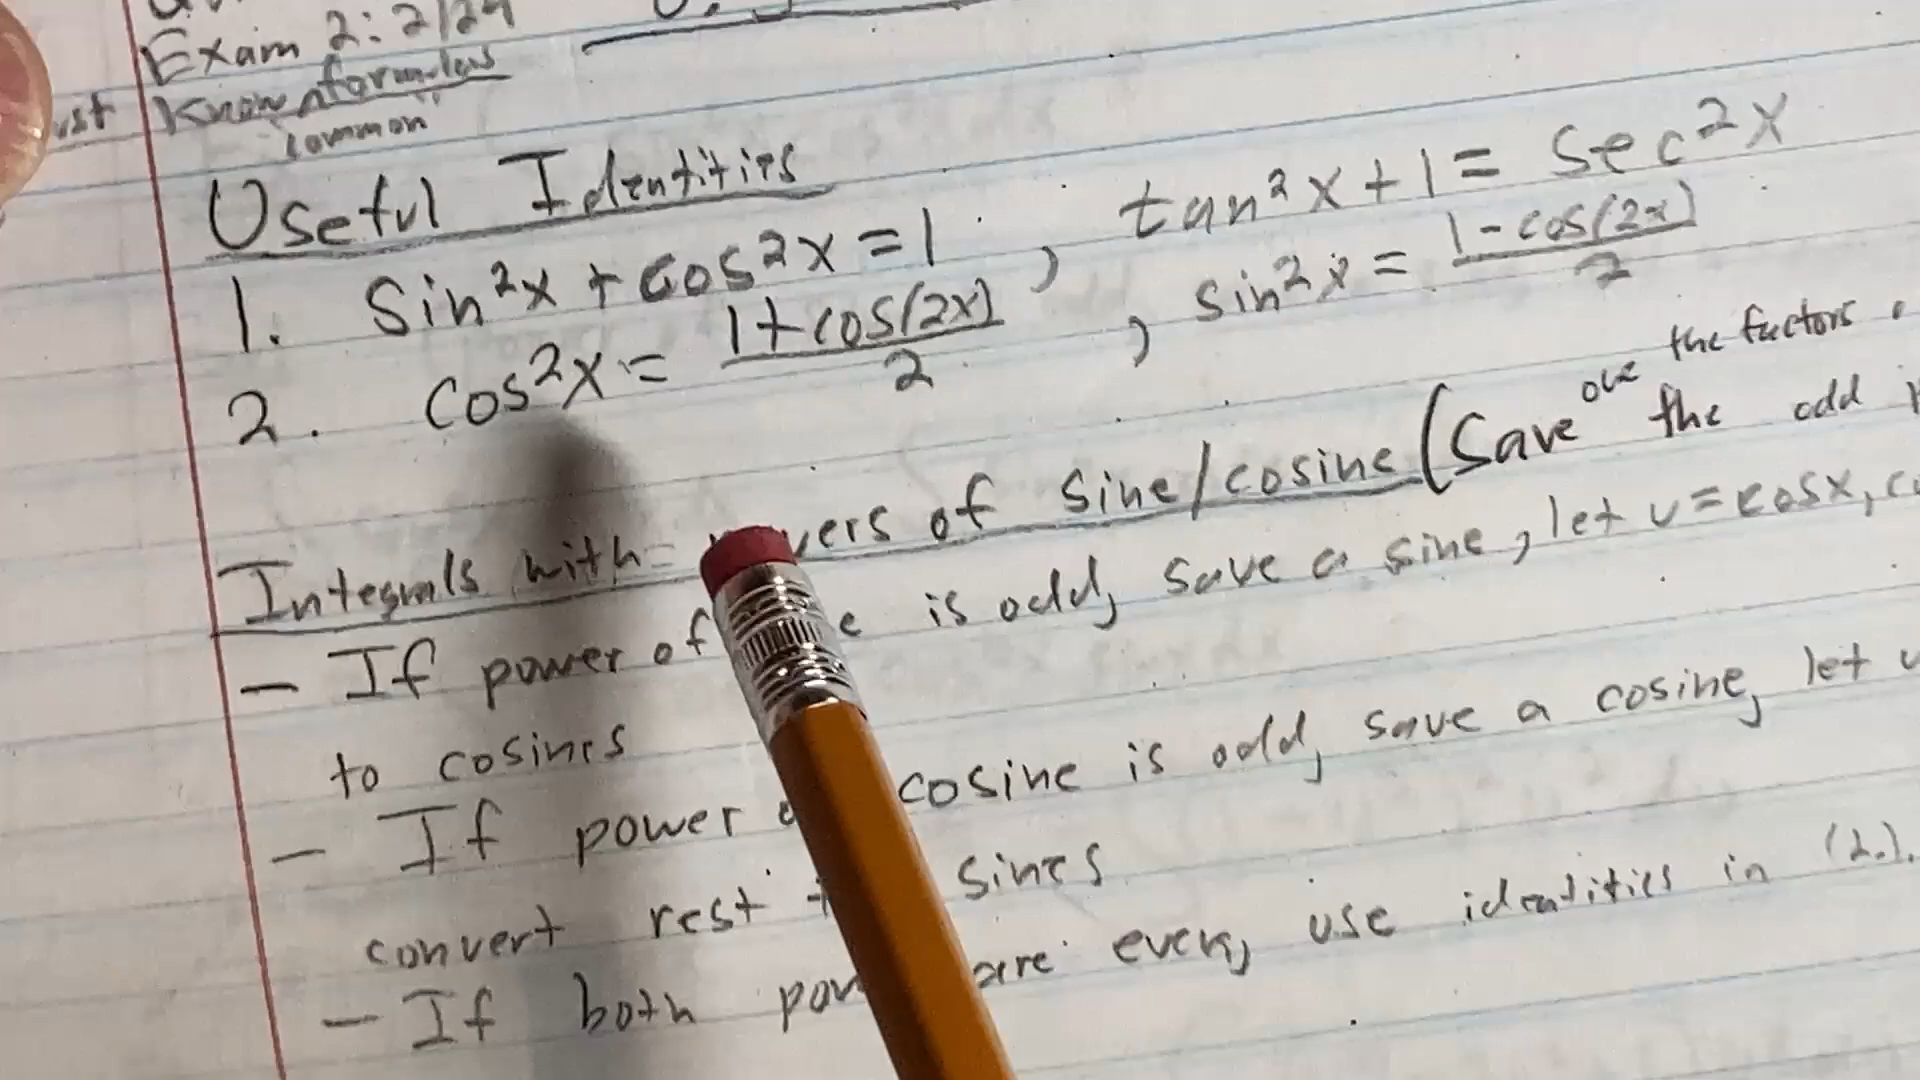 Exam 2: 2/24
Know formulas
common
Useful Identities
1. Sin²x + cos²x = 1 , tan²x + 1 = sec²x
2. cos²x = (1 + cos(2x))/2 , sin²x = (1 - cos(2x))/2
Integrals with of sine/cosine (Save one the factors
the odd
- If power of is odd, save a sine, let u = cosx,
to cosines
- If power cosine is odd, save a cosine, let u
convert rest sines
- If both are even, use identities in (2.).